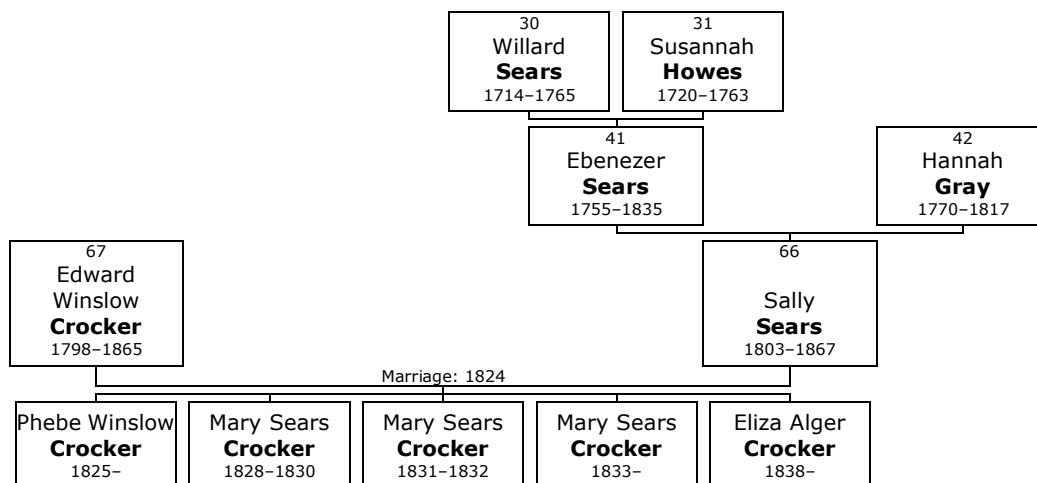 30
Willard
Sears
1714–1765
31
Susannah
Howes
1720–1763
41
Ebenezer
Sears
1755–1835
42
Hannah
Gray
1770–1817
67
Edward
Winslow
Crocker
1798–1865
66
Sally
Sears
1803–1867
Marriage: 1824
Phebe Winslow
Crocker
1825–
Mary Sears
Crocker
1828–1830
Mary Sears
Crocker
1831–1832
Mary Sears
Crocker
1833–
Eliza Alger
Crocker
1838–